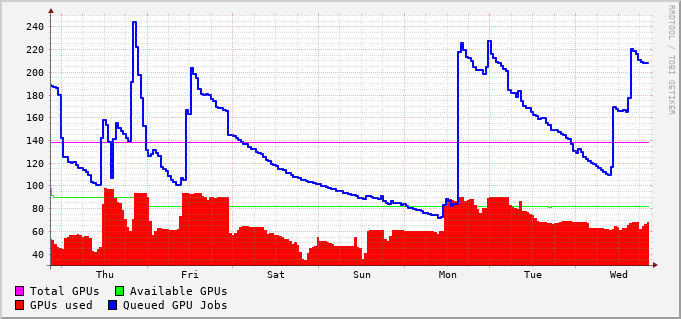 240
220
200
180
160
140
120
100
80
60
40
Thu Fri Sat Sun Mon Tue Wed
Total GPUs Available GPUs
GPUs used Queued GPU Jobs
RRDTOOL / TOBI OETIKER